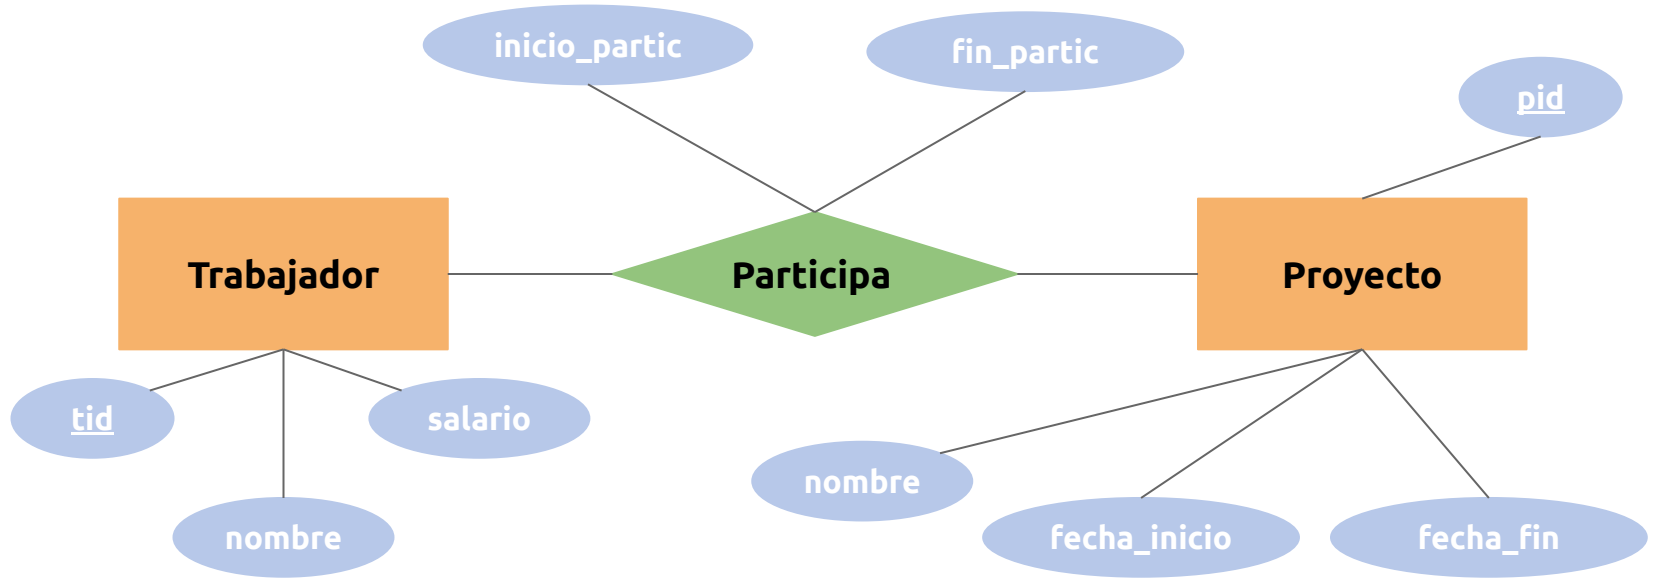 inicio_partic
fin_partic
pid
Trabajador
Participa
Proyecto
tid
salario
nombre
nombre
fecha_inicio
fecha_fin